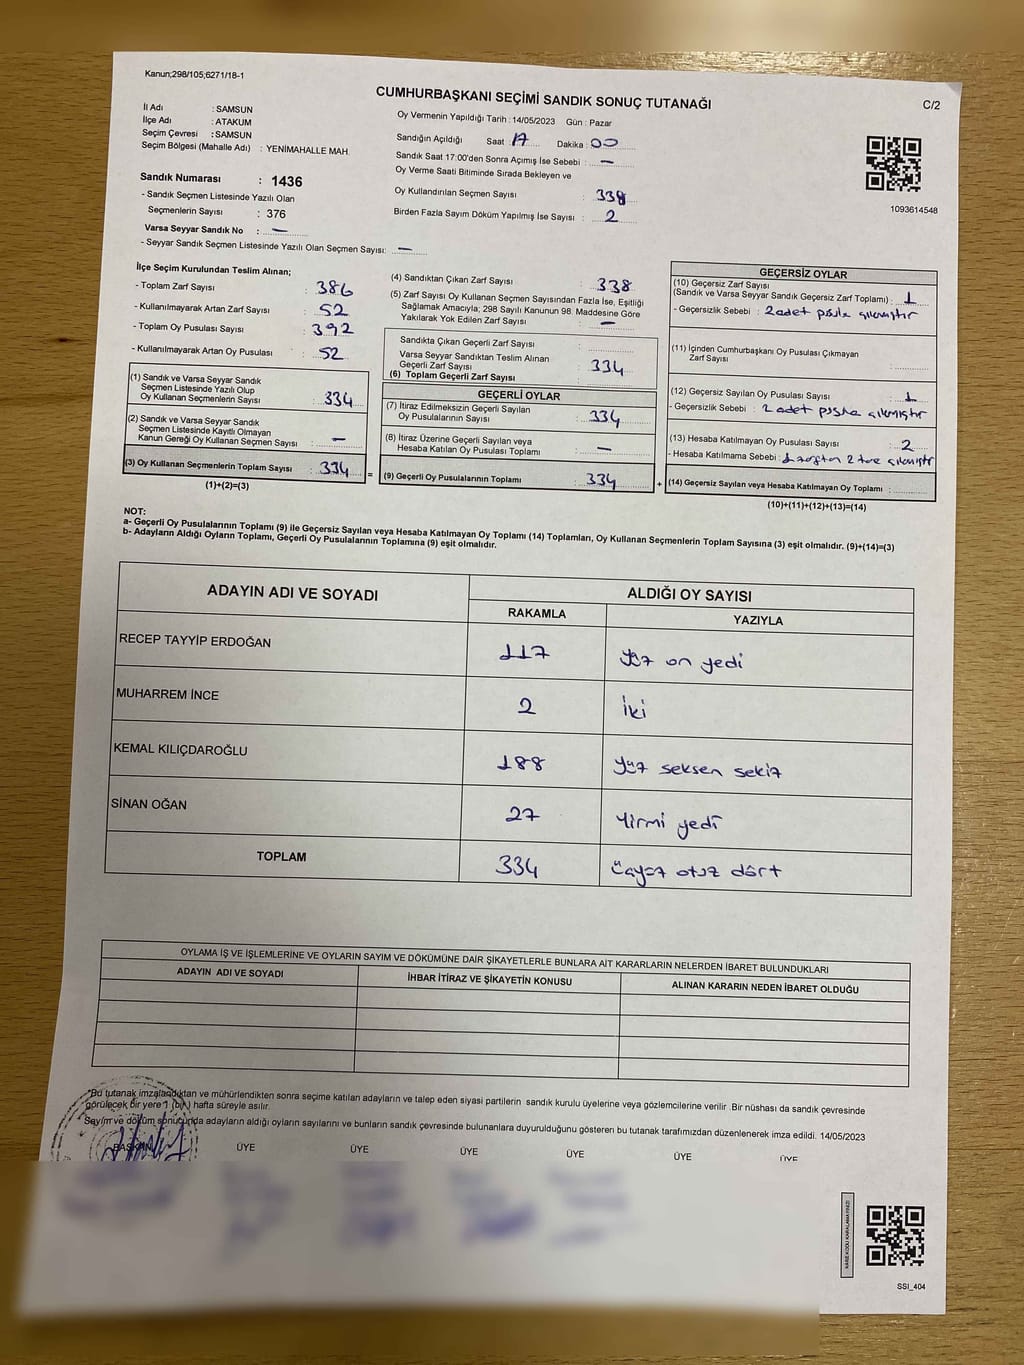 Kanun;298/105,6271/18-1
CUMHURBAŞKANI SEÇİMİ SANDIK SONUÇ TUTANAĞI
C/2
İl Adı : SAMSUN
İlçe Adı : ATAKUM
Seçim Çevresi : SAMSUN
Seçim Bölgesi (Mahalle Adı) : YENİMAHALLE MAH.
Sandık Numarası : 1436
- Sandık Seçmen Listesinde Yazılı Olan
Seçmenlerin Sayısı : 376
Varsa Seyyar Sandık No : —
- Seyyar Sandık Seçmen Listesinde Yazılı Olan Seçmen Sayısı: —
Oy Vermenin Yapıldığı Tarih : 14/05/2023 Gün : Pazar
Sandığın Açıldığı Saat : 17 Dakika : 00
Sandık Saat 17:00'den Sonra Açımış İse Sebebi : —
Oy Verme Saati Bitiminde Sırada Bekleyen ve
Oy Kullandırılan Seçmen Sayısı : 338
Birden Fazla Sayım Döküm Yapılmış İse Sayısı : 2
1093614548
İlçe Seçim Kurulundan Teslim Alınan;
- Toplam Zarf Sayısı : 386
- Kullanılmayarak Artan Zarf Sayısı : 52
- Toplam Oy Pusulası Sayısı : 392
- Kullanılmayarak Artan Oy Pusulası : 52
(1) Sandık ve Varsa Seyyar Sandık
Seçmen Listesinde Yazılı Olup
Oy Kullanan Seçmenlerin Sayısı : 334
(2) Sandık ve Varsa Seyyar Sandık
Seçmen Listesinde Kayıtlı Olmayan
Kanun Gereği Oy Kullanan Seçmen Sayısı : —
(3) Oy Kullanan Seçmenlerin Toplam Sayısı : 334 =
(1)+(2)=(3)
(4) Sandıktan Çıkan Zarf Sayısı : 338
(5) Zarf Sayısı Oy Kullanan Seçmen Sayısından Fazla İse, Eşitliği
Sağlamak Amacıyla; 298 Sayılı Kanunun 98. Maddesine Göre
Yakılarak Yok Edilen Zarf Sayısı : —
Sandıkta Çıkan Geçerli Zarf Sayısı :
Varsa Seyyar Sandıktan Teslim Alınan
Geçerli Zarf Sayısı : 334
(6) Toplam Geçerli Zarf Sayısı
GEÇERLİ OYLAR
(7) İtiraz Edilmeksizin Geçerli Sayılan
Oy Pusulalarının Sayısı : 334
(8) İtiraz Üzerine Geçerli Sayılan veya
Hesaba Katılan Oy Pusulası Toplamı : —
(9) Geçerli Oy Pusulalarının Toplamı : 334 +
GEÇERSİZ OYLAR
(10) Geçersiz Zarf Sayısı
(Sandık ve Varsa Seyyar Sandık Geçersiz Zarf Toplamı) : 1
- Geçersizlik Sebebi : 2 adet çıkmıştır
(11) İçinden Cumhurbaşkanı Oy Pusulası Çıkmayan
Zarf Sayısı :
(12) Geçersiz Sayılan Oy Pusulası Sayısı : 1
- Geçersizlik Sebebi : 2 adet çıkmıştır
(13) Hesaba Katılmayan Oy Pusulası Sayısı : 2
- Hesaba Katılmama Sebebi : 1 zarftan 2 tane çıkmıştır
(14) Geçersiz Sayılan veya Hesaba Katılmayan Oy Toplamı :
(10)+(11)+(12)+(13)=(14)
NOT:
a- Geçerli Oy Pusulalarının Toplamı (9) ile Geçersiz Sayılan veya Hesaba Katılmayan Oy Toplamı (14) Toplamları, Oy Kullanan Seçmenlerin Toplam Sayısına (3) eşit olmalıdır. (9)+(14)=(3)
b- Adayların Aldığı Oyların Toplamı, Geçerli Oy Pusulalarının Toplamına (9) eşit olmalıdır.
ADAYIN ADI VE SOYADI
ALDIĞI OY SAYISI
RAKAMLA YAZIYLA
RECEP TAYYİP ERDOĞAN 117 yüz on yedi
MUHARREM İNCE 2 iki
KEMAL KILIÇDAROĞLU 188 yüz seksen sekiz
SİNAN OĞAN 27 yirmi yedi
TOPLAM 334 üçyüz otuz dört
OYLAMA İŞ VE İŞLEMLERİNE VE OYLARIN SAYIM VE DÖKÜMÜNE DAİR ŞİKAYETLERLE BUNLARA AİT KARARLARIN NELERDEN İBARET BULUNDUKLARI
ADAYIN ADI VE SOYADI İHBAR İTİRAZ VE ŞİKAYETİN KONUSU ALINAN KARARIN NEDEN İBARET OLDUĞU
"Bu tutanak imzalandıktan ve mühürlendikten sonra seçime katılan adayların ve talep eden siyasi partilerin sandık kurulu üyelerine veya gözlemcilerine verilir .Bir nüshası da sandık çevresinde
görülecek bir yere 1 (bir) hafta süreyle asılır.
Sayım ve döküm sonucunda adayların aldığı oyların sayılarını ve bunların sandık çevresinde bulunanlara duyurulduğunu gösteren bu tutanak tarafımızdan düzenlenerek imza edildi. 14/05/2023
BAŞKAN ÜYE ÜYE ÜYE ÜYE ÜYE ÜYE
KARE KODU KARALAMAYINIZ!
SSI_404